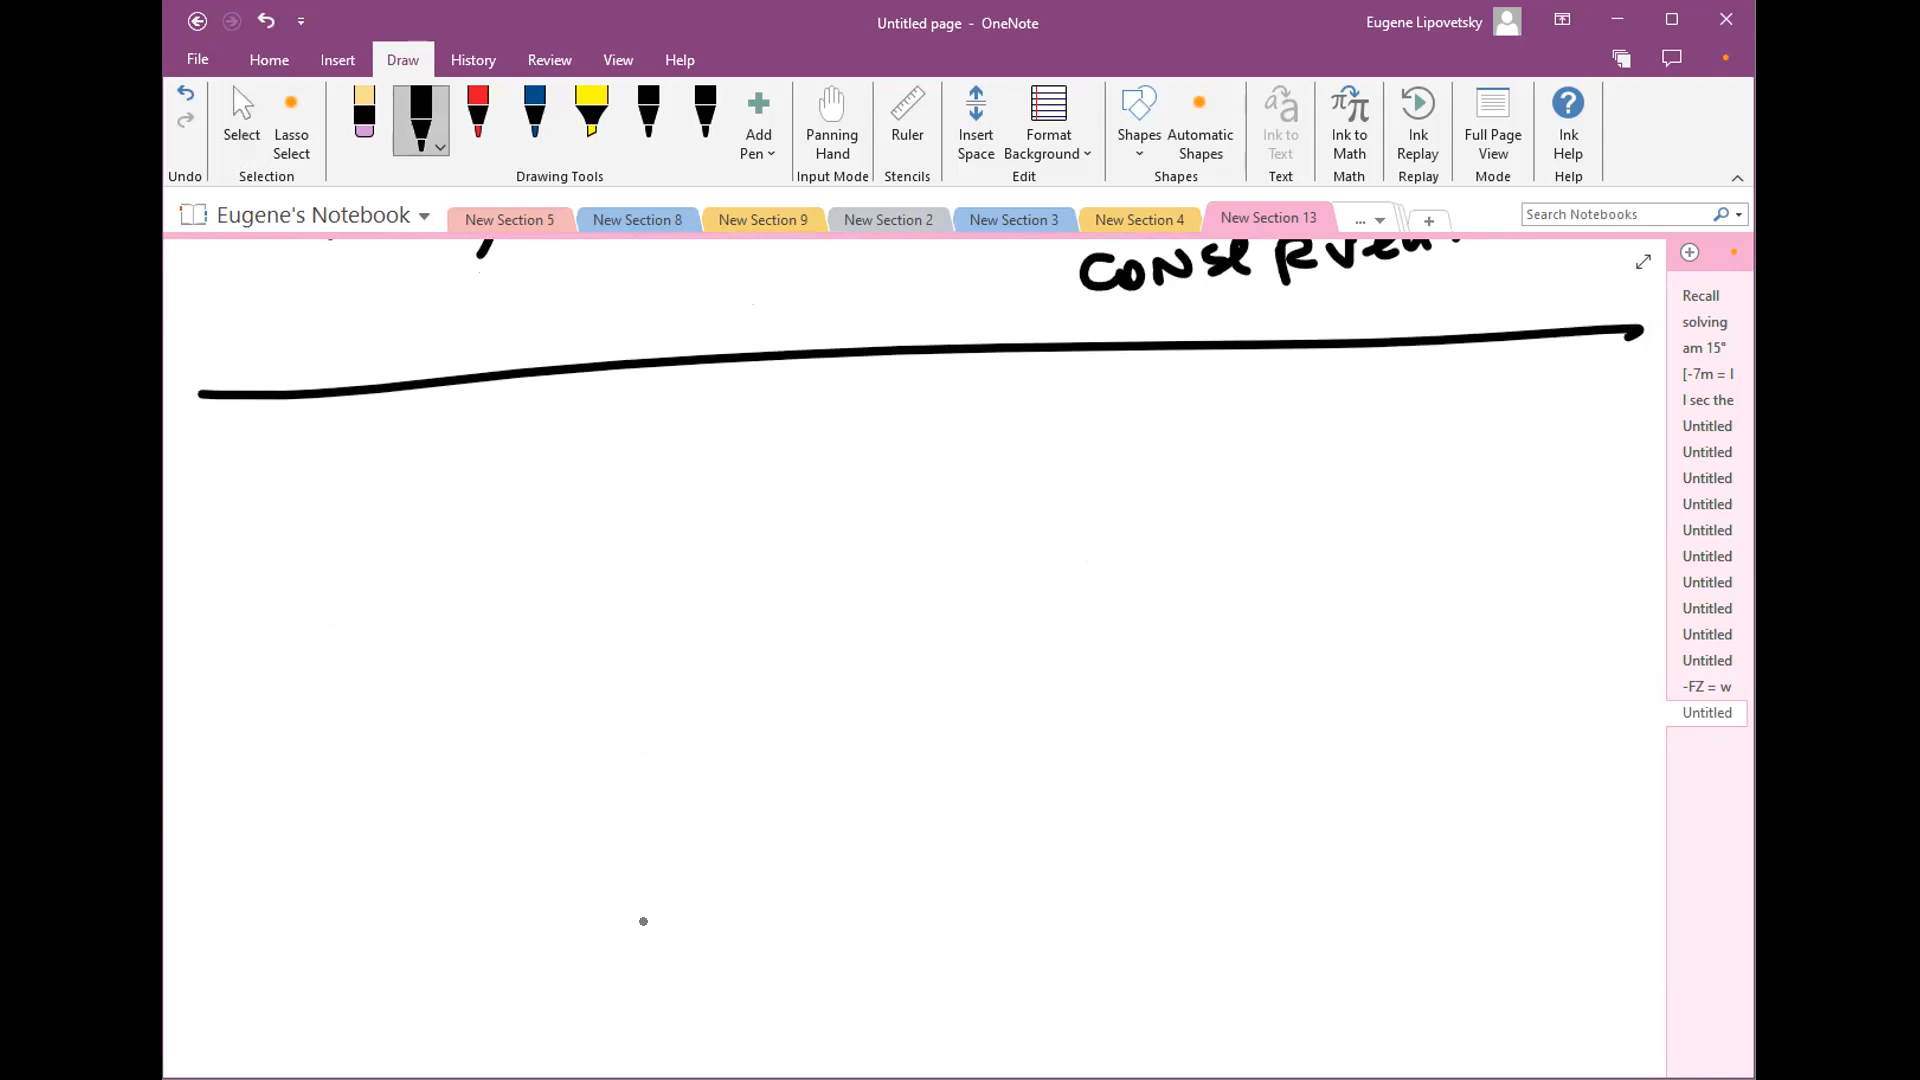 Untitled page - OneNote
Eugene Lipovetsky
File Home Insert Draw History Review View Help
Select
Lasso Select
Add Pen
Panning Hand
Ruler
Insert Space
Format Background
Shapes
Automatic Shapes
Ink to Text
Ink to Math
Ink Replay
Full Page View
Ink Help
Undo Selection Drawing Tools Input Mode Stencils Edit Shapes Text Math Replay Mode Help
Eugene's Notebook
New Section 5 New Section 8 New Section 9 New Section 2 New Section 3 New Section 4 New Section 13 ...
Search Notebooks
conserved.
Recall
solving
am 15°
[-7m = I
I sec the
Untitled
Untitled
Untitled
Untitled
Untitled
Untitled
Untitled
Untitled
Untitled
Untitled
-FZ = w
Untitled